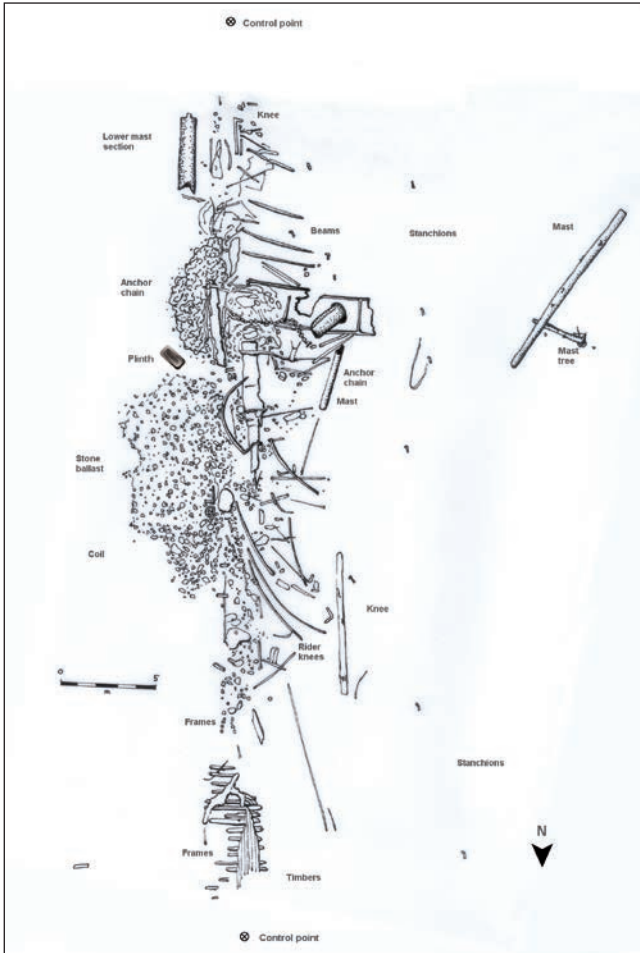 Control point
Knee
Lower mast
section
Beams
Stanchions
Mast
Anchor
chain
Plinth
Mast
tree
Anchor
chain
Mast
Stone
ballast
Coil
Knee
Rider
knees
O
5
m
Frames
Stanchions
N
Frames
Timbers
Control point